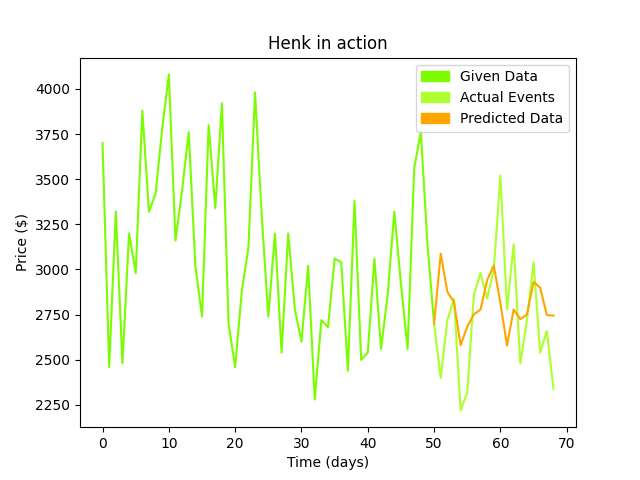 Henk in action
Given Data
Actual Events
Predicted Data
Price ($)
4000
3750
3500
3250
3000
2750
2500
2250
0 10 20 30 40 50 60 70
Time (days)